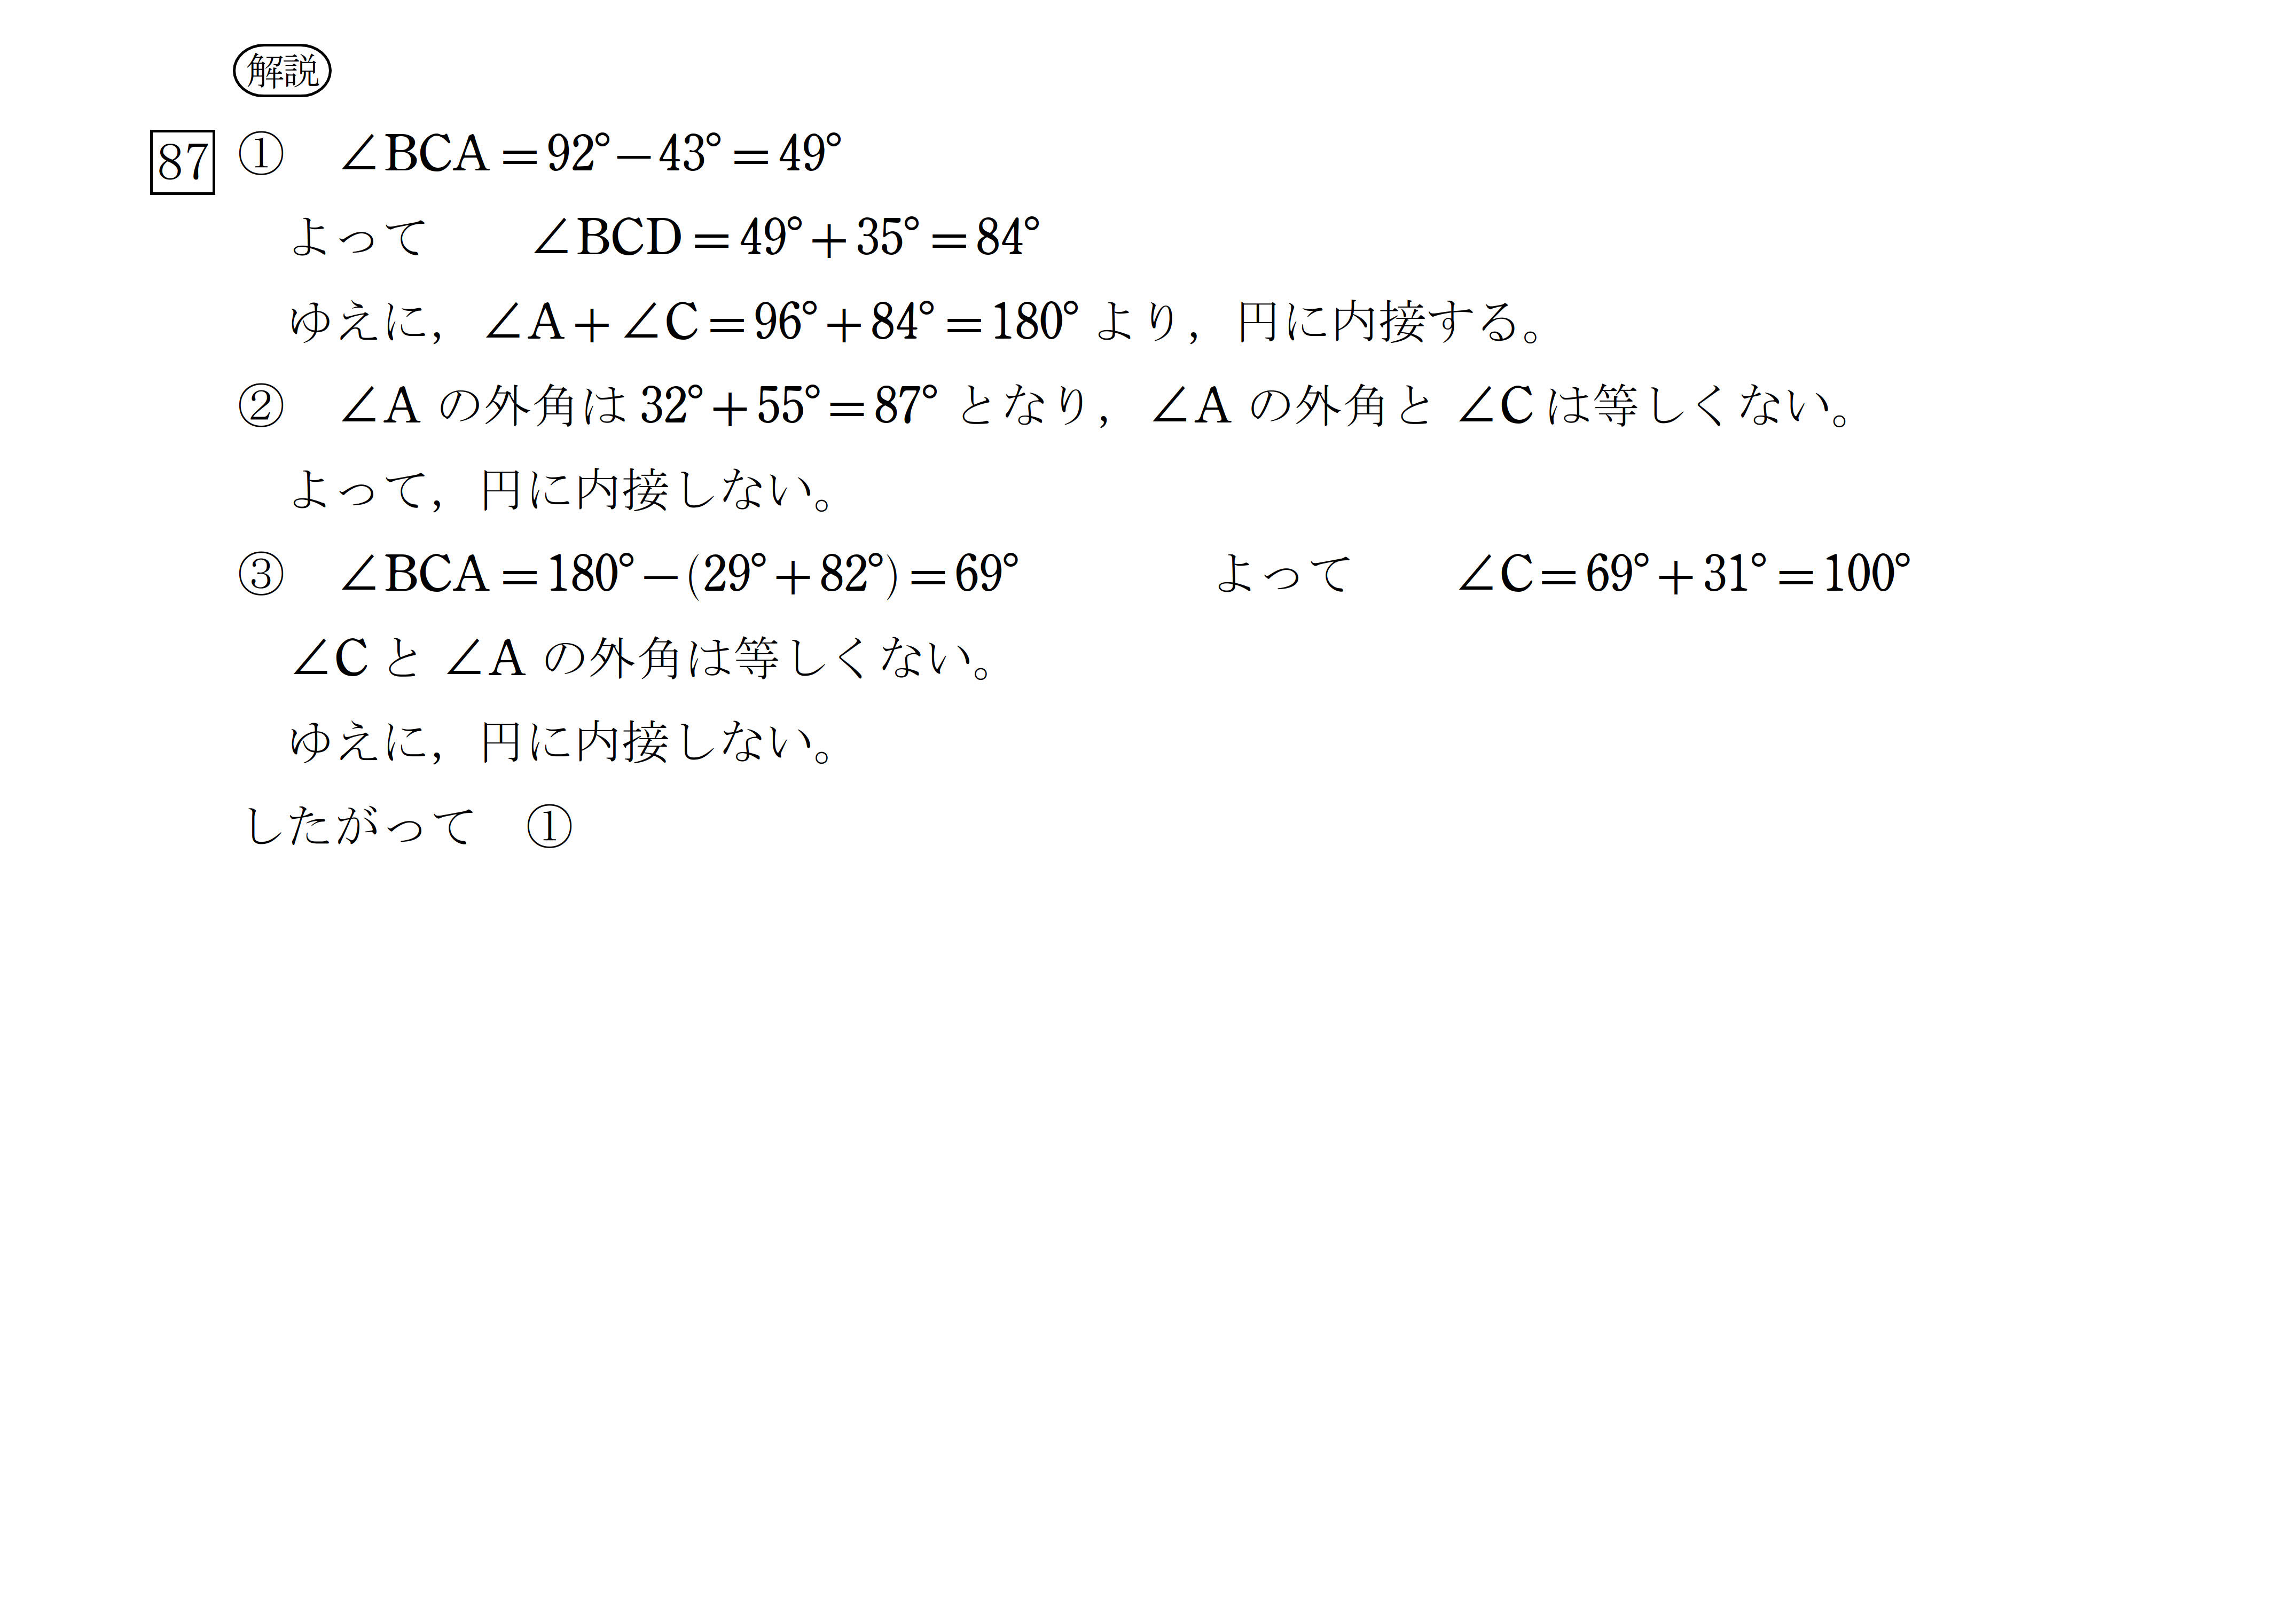 解説
87 ① ∠BCA＝92°－43°＝49°
よって ∠BCD＝49°＋35°＝84°
ゆえに，∠A＋∠C＝96°＋84°＝180° より，円に内接する。
② ∠A の外角は 32°＋55°＝87° となり，∠A の外角と ∠C は等しくない。
よって，円に内接しない。
③ ∠BCA＝180°－(29°＋82°)＝69° よって ∠C＝69°＋31°＝100°
∠C と ∠A の外角は等しくない。
ゆえに，円に内接しない。
したがって ①